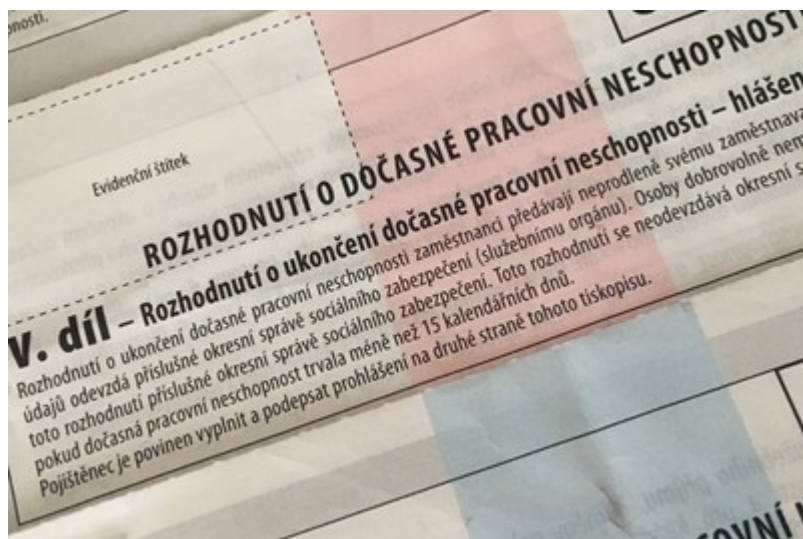 pnosti.
Evidenční štítek
ROZHODNUTÍ O DOČASNÉ PRACOVNÍ NESCHOPNOSTI
V. díl – Rozhodnutí o ukončení dočasné pracovní neschopnosti – hlášen
Rozhodnutí o ukončení dočasné pracovní neschopnosti zaměstnanci předávají neprodleně svému zaměstnava
údajů odevzdá příslušné okresní správě sociálního zabezpečení (služebnímu orgánu). Osoby dobrovolně nem
toto rozhodnutí příslušné okresní správě sociálního zabezpečení. Toto rozhodnutí se neodevzdává okresní s
pokud dočasná pracovní neschopnost trvala méně než 15 kalendářních dnů.
Pojištěnec je povinen vyplnit a podepsat prohlášení na druhé straně tohoto tiskopisu.
COVNÍ N